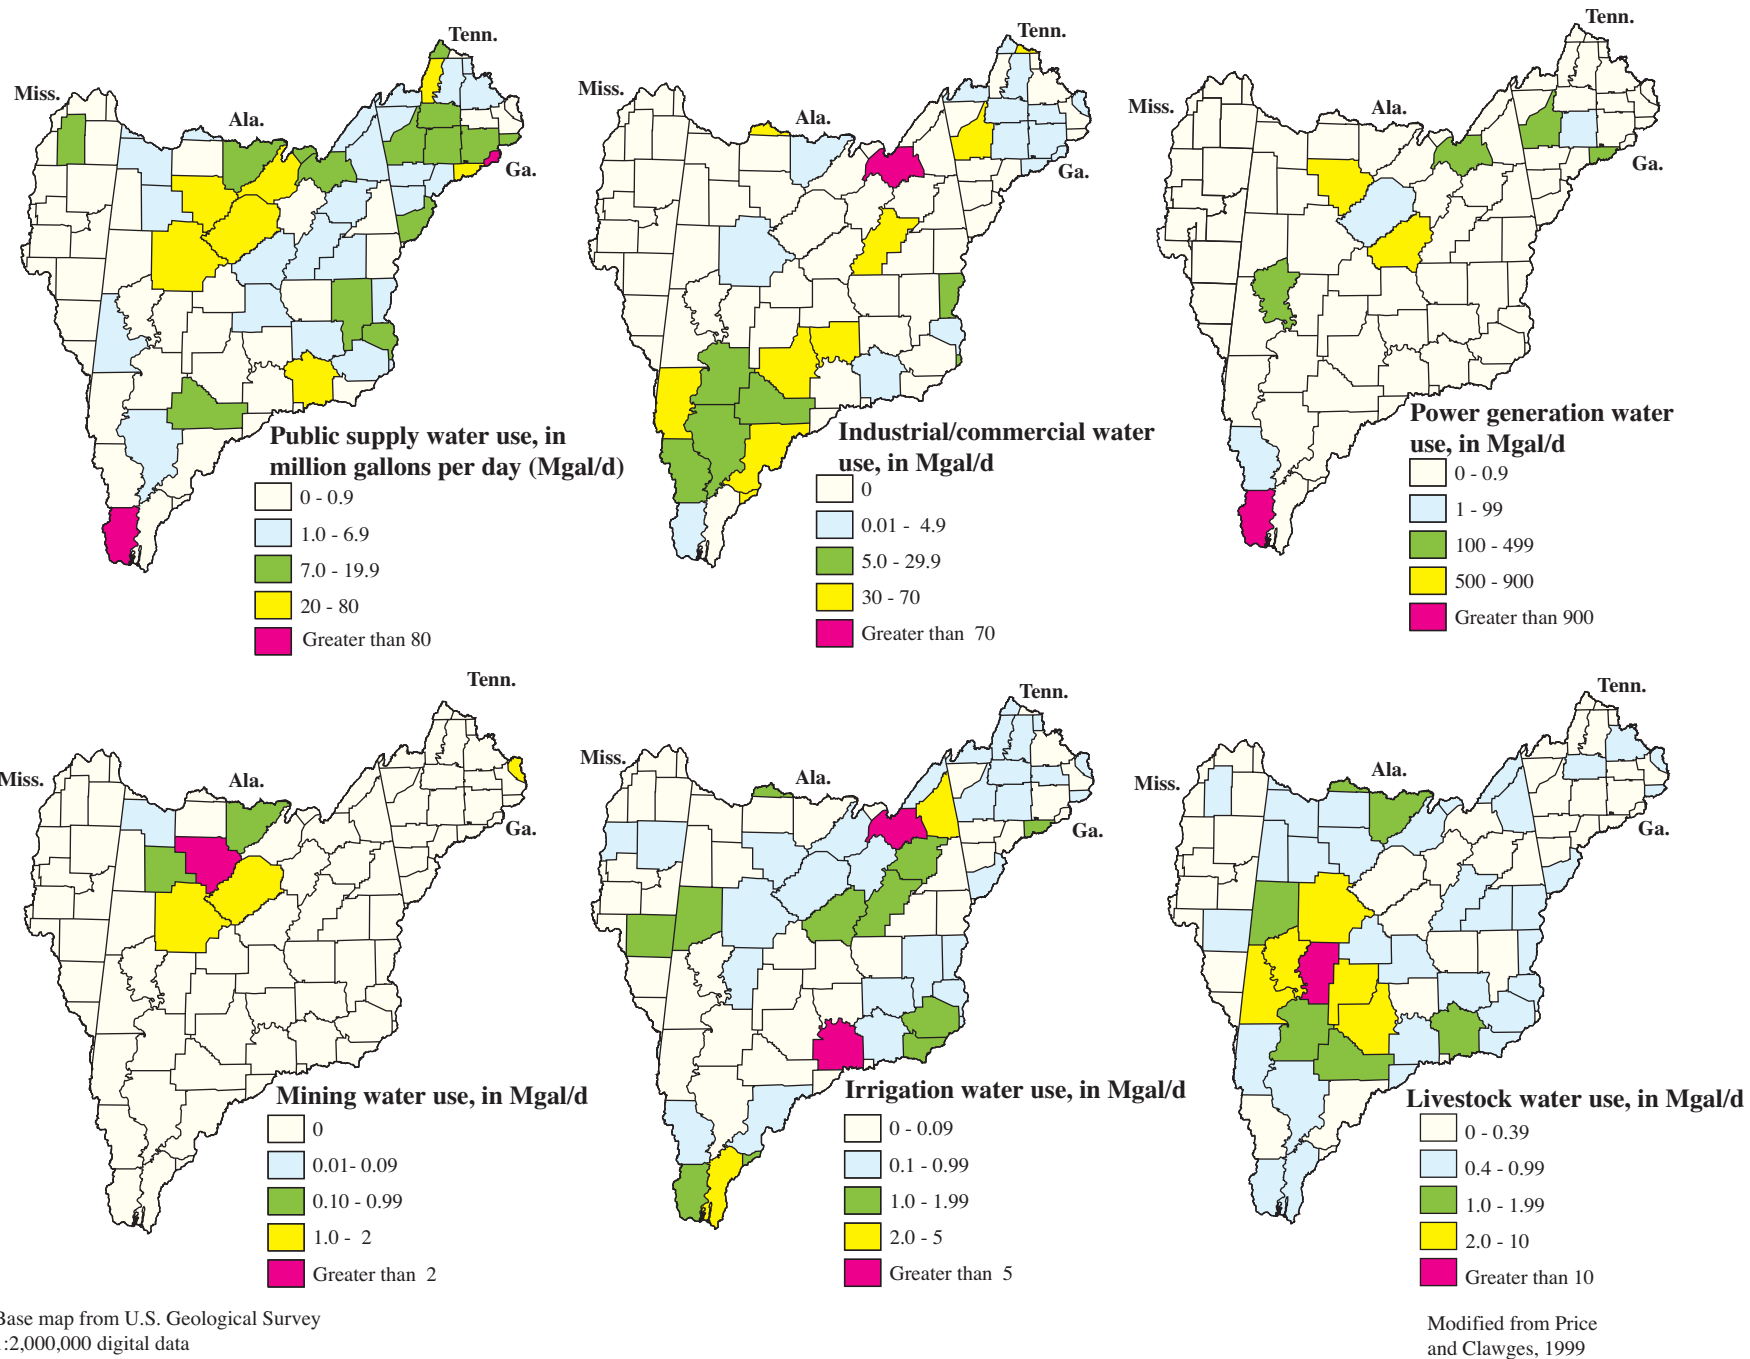 Tenn.
Miss.
Ala.
Ga.
Public supply water use, in
million gallons per day (Mgal/d)
0 - 0.9
1.0 - 6.9
7.0 - 19.9
20 - 80
Greater than 80
Tenn.
Miss.
Ala.
Ga.
Industrial/commercial water
use, in Mgal/d
0
0.01 - 4.9
5.0 - 29.9
30 - 70
Greater than 70
Tenn.
Miss.
Ala.
Ga.
Power generation water
use, in Mgal/d
0 - 0.9
1 - 99
100 - 499
500 - 900
Greater than 900
Tenn.
Miss.
Ala.
Ga.
Mining water use, in Mgal/d
0
0.01- 0.09
0.10 - 0.99
1.0 - 2
Greater than 2
Tenn.
Miss.
Ala.
Ga.
Irrigation water use, in Mgal/d
0 - 0.09
0.1 - 0.99
1.0 - 1.99
2.0 - 5
Greater than 5
Tenn.
Miss.
Ala.
Ga.
Livestock water use, in Mgal/d
0 - 0.39
0.4 - 0.99
1.0 - 1.99
2.0 - 10
Greater than 10
Base map from U.S. Geological Survey
:2,000,000 digital data
Modified from Price
and Clawges, 1999